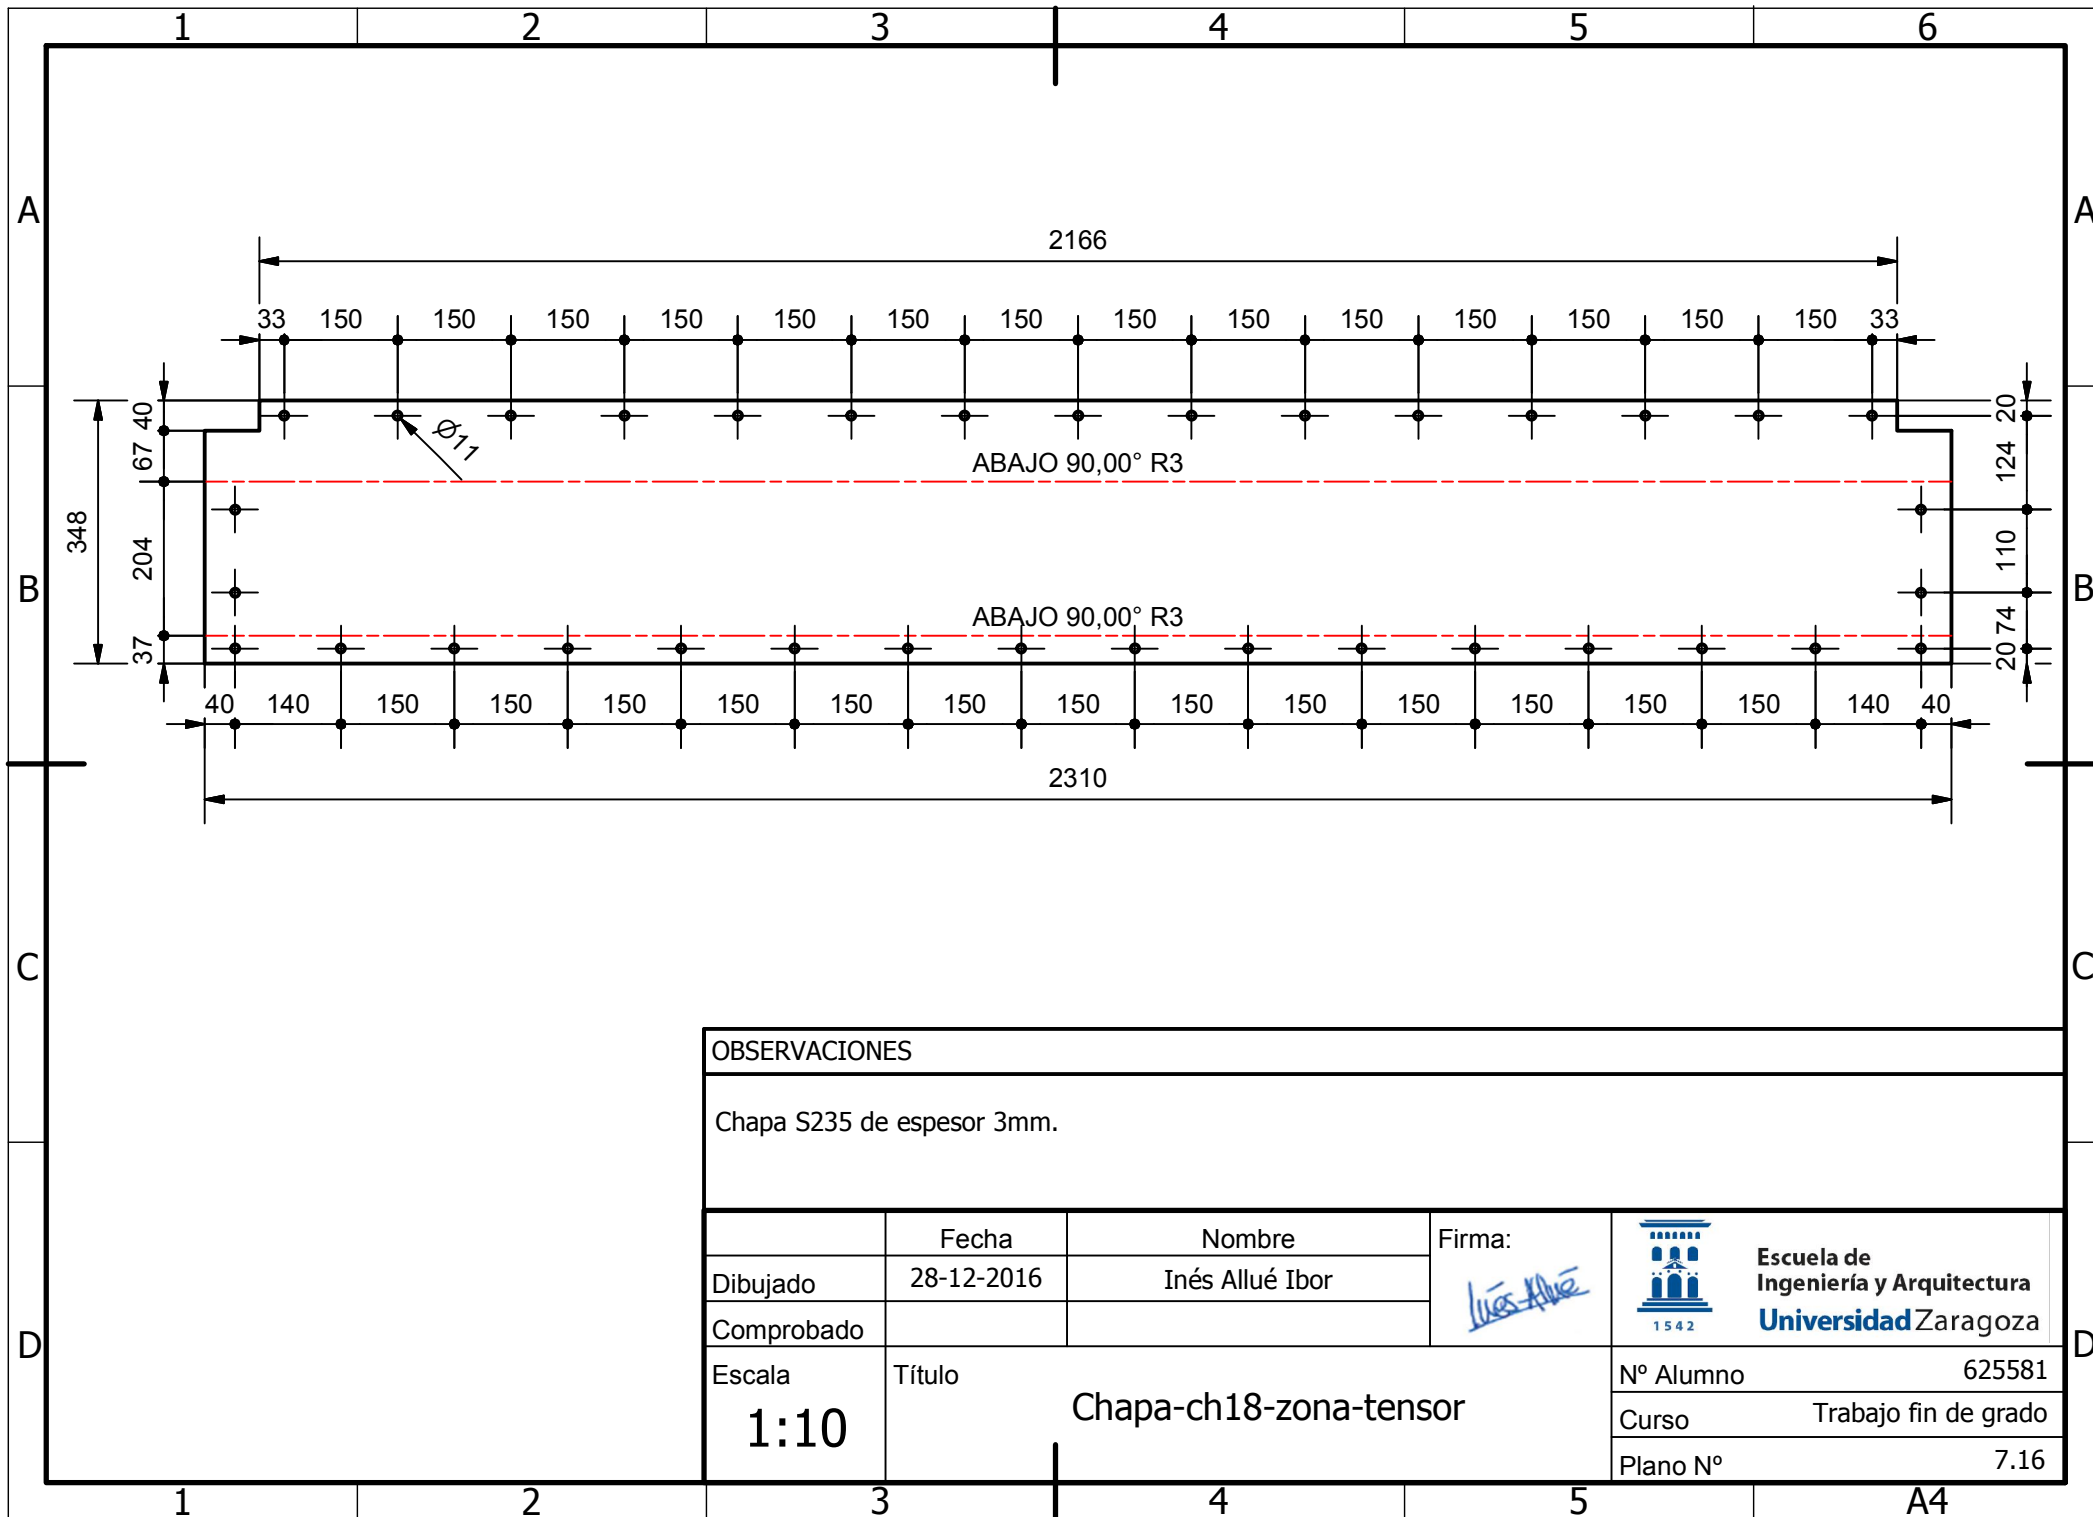 1 2 3 4 5 6
A A
2166
33 150 150 150 150 150 150 150 150 150 150 150 150 150 150 33
40 20
Ø11
67 124
ABAJO 90,00° R3
348
204 110
B B
ABAJO 90,00° R3
37 74
20
40 140 150 150 150 150 150 150 150 150 150 150 150 150 150 140 40
2310
C C
OBSERVACIONES
Chapa S235 de espesor 3mm.
Fecha Nombre Firma:
Dibujado 28-12-2016 Inés Allué Ibor
Inés Allué
Comprobado
1542
Escuela de
Ingeniería y Arquitectura
Universidad Zaragoza
D D
Escala
1:10
Título
Chapa-ch18-zona-tensor
Nº Alumno 625581
Curso Trabajo fin de grado
Plano Nº 7.16
1 2 3 4 5 A4